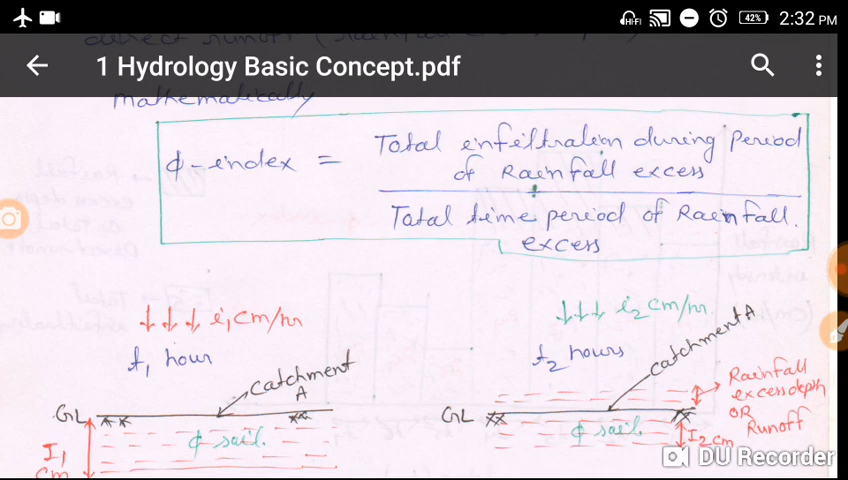 42%
2:32 PM
1 Hydrology Basic Concept.pdf
mathematically
φ-index = Total infiltration during period
of Rainfall excess
Total time period of Rainfall.
excess
↓ ↓ ↓ i₁ cm/hr
t₁ hour
catchment
A
GL
φ soil.
I₁
cm
↓↓↓ i₂ cm/hr.
t₂ hours
catchment A
GL
φ soil.
I₂ cm
Rainfall
excess depth
OR
Runoff
DU Recorder